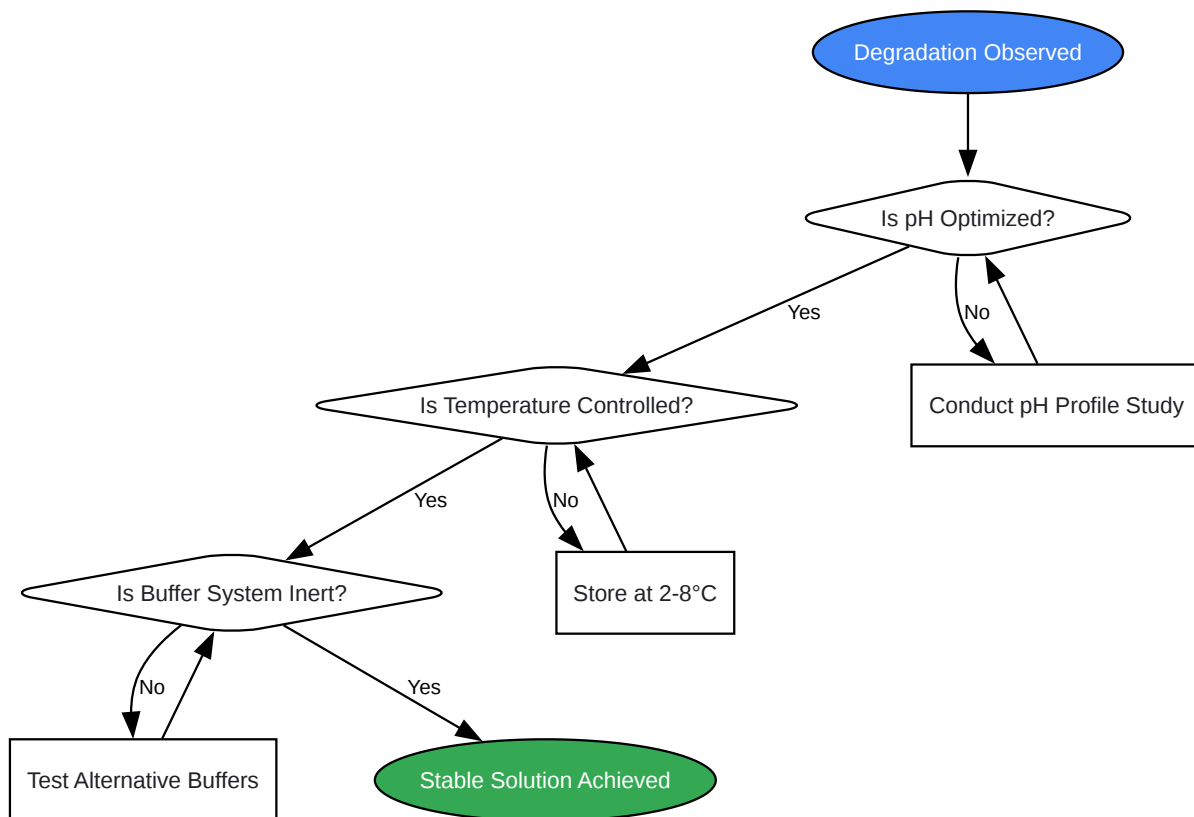 Degradation Observed
Is pH Optimized?
Yes
No
Conduct pH Profile Study
Is Temperature Controlled?
Yes
No
Store at 2-8°C
Is Buffer System Inert?
No
Yes
Test Alternative Buffers
Stable Solution Achieved